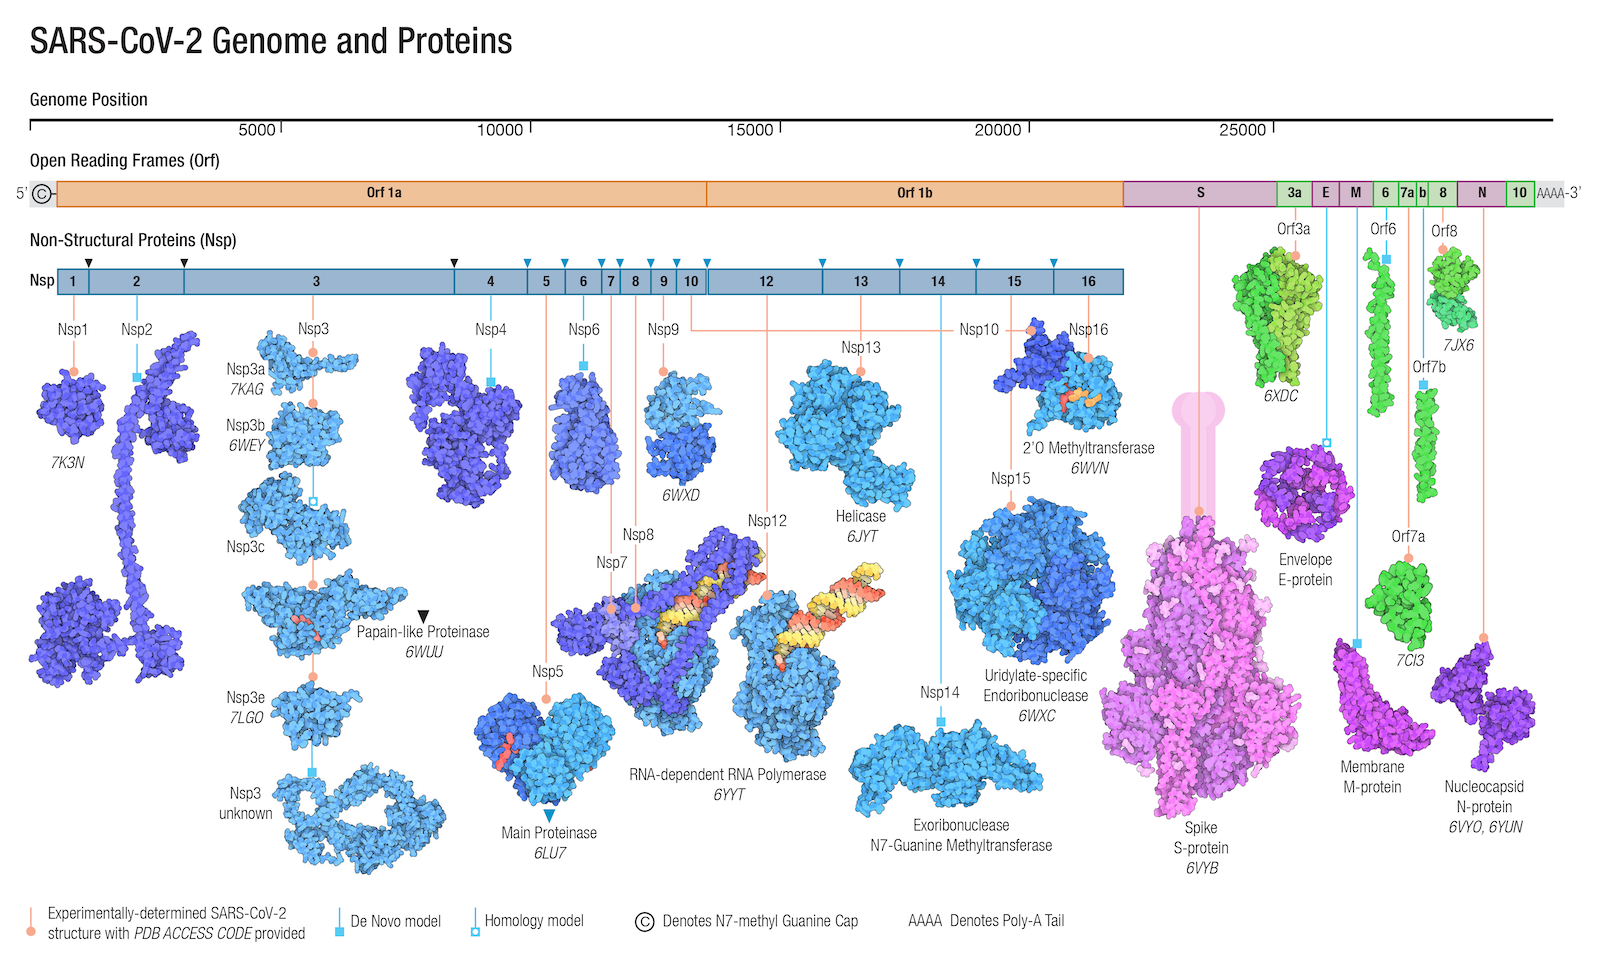 SARS-CoV-2 Genome and Proteins
Genome Position
5000 10000 15000 20000 25000
Open Reading Frames (Orf)
5' C Orf 1a Orf 1b S 3a E M 6 7a b 8 N 10 AAAA-3'
Non-Structural Proteins (Nsp)
Nsp 1 2 3 4 5 6 7 8 9 10 12 13 14 15 16
Nsp1
7K3N
Nsp2
Nsp3
Nsp3a
7KAG
Nsp3b
6WEY
Nsp3c
Papain-like Proteinase
6WUU
Nsp3e
7LGO
Nsp3
unknown
Nsp4
Nsp5
Main Proteinase
6LU7
Nsp6
Nsp7
Nsp8
Nsp9
6WXD
Nsp12
RNA-dependent RNA Polymerase
6YYT
Nsp13
Helicase
6JYT
Nsp14
Exoribonuclease
N7-Guanine Methyltransferase
Nsp10
Nsp16
2'O Methyltransferase
6WVN
Nsp15
Uridylate-specific
Endoribonuclease
6WXC
Spike
S-protein
6VYB
Orf3a
6XDC
Envelope
E-protein
Membrane
M-protein
Orf6
Orf7b
Orf7a
7CI3
Orf8
7JX6
Nucleocapsid
N-protein
6VYO, 6YUN
Experimentally-determined SARS-CoV-2
structure with PDB ACCESS CODE provided
De Novo model
Homology model
C Denotes N7-methyl Guanine Cap
AAAA Denotes Poly-A Tail